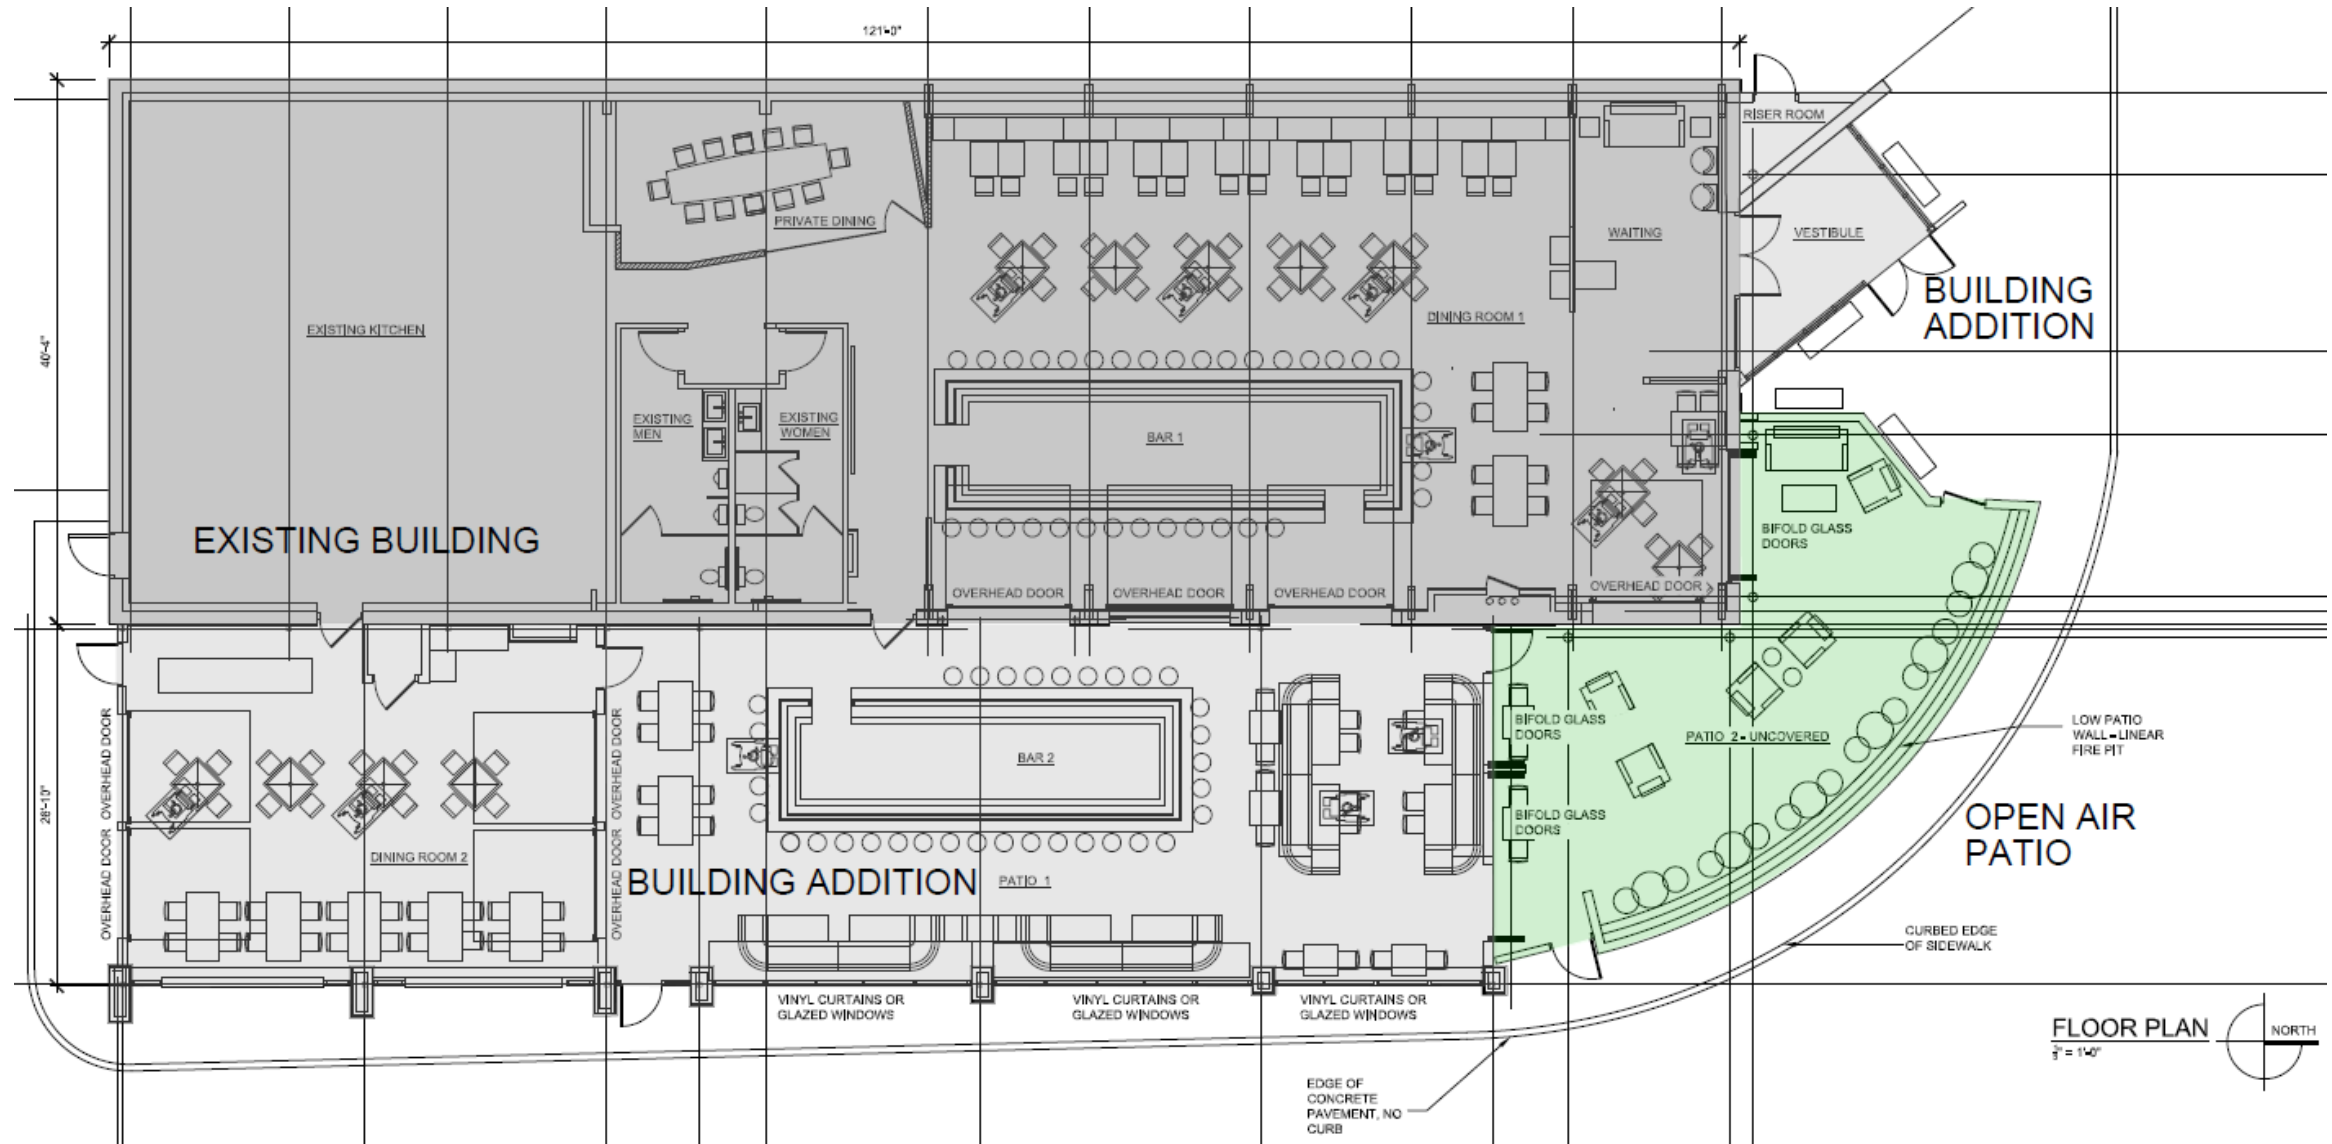 121'-0"
RISER ROOM
PRIVATE DINING
WAITING
VESTIBULE
BUILDING
ADDITION
EXISTING KITCHEN
DINING ROOM 1
40'-4"
EXISTING
MEN
EXISTING
WOMEN
BAR 1
EXISTING BUILDING
BIFOLD GLASS
DOORS
OVERHEAD DOOR
OVERHEAD DOOR
OVERHEAD DOOR
OVERHEAD DOOR
OVERHEAD DOOR
OVERHEAD DOOR
OVERHEAD DOOR
OVERHEAD DOOR
28'-10"
BIFOLD GLASS
DOORS
PATIO 2 - UNCOVERED
LOW PATIO
WALL - LINEAR
FIRE PIT
BAR 2
BIFOLD GLASS
DOORS
OPEN AIR
PATIO
DINING ROOM 2
BUILDING ADDITION
PATIO 1
CURBED EDGE
OF SIDEWALK
VINYL CURTAINS OR
GLAZED WINDOWS
VINYL CURTAINS OR
GLAZED WINDOWS
VINYL CURTAINS OR
GLAZED WINDOWS
FLOOR PLAN
NORTH
= 1'-0"
EDGE OF
CONCRETE
PAVEMENT, NO
CURB